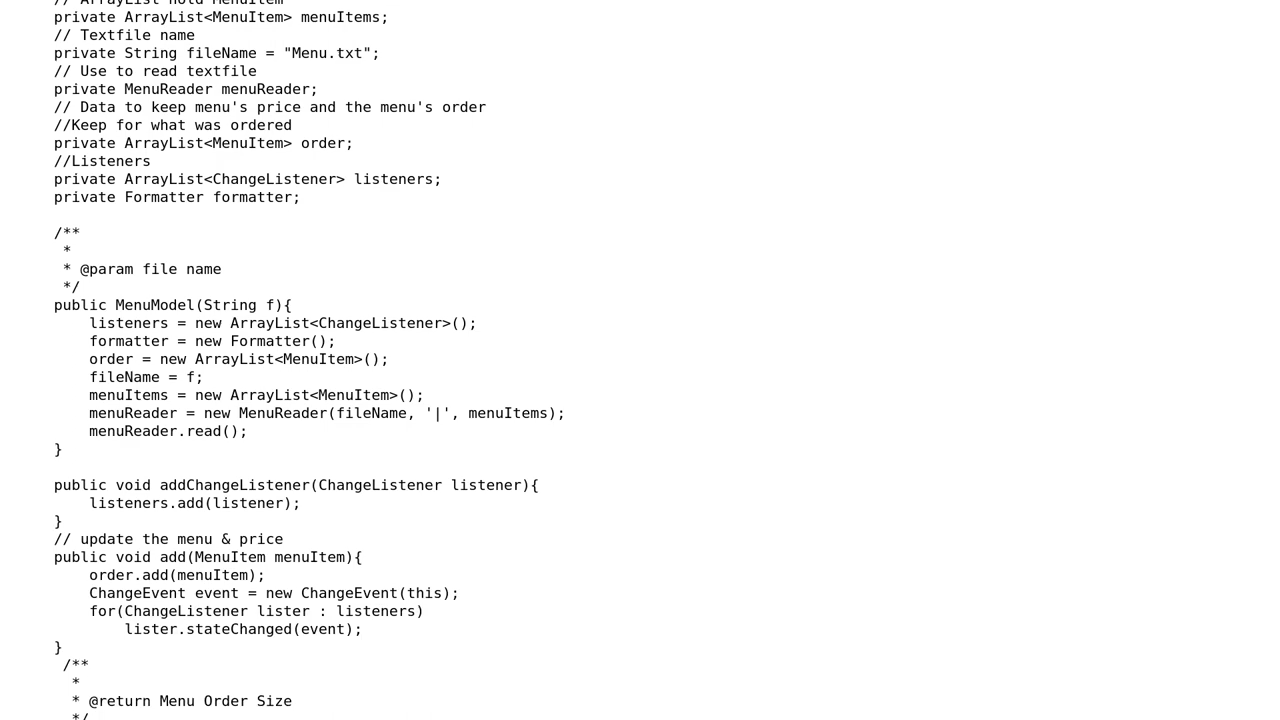 // ArrayList hold MenuItem
private ArrayList<MenuItem> menuItems;
// Textfile name
private String fileName = "Menu.txt";
// Use to read textfile
private MenuReader menuReader;
// Data to keep menu's price and the menu's order
//Keep for what was ordered
private ArrayList<MenuItem> order;
//Listeners
private ArrayList<ChangeListener> listeners;
private Formatter formatter;
/**
*
* @param file name
*/
public MenuModel(String f){
listeners = new ArrayList<ChangeListener>();
formatter = new Formatter();
order = new ArrayList<MenuItem>();
fileName = f;
menuItems = new ArrayList<MenuItem>();
menuReader = new MenuReader(fileName, '|', menuItems);
menuReader.read();
}
public void addChangeListener(ChangeListener listener){
listeners.add(listener);
}
// update the menu & price
public void add(MenuItem menuItem){
order.add(menuItem);
ChangeEvent event = new ChangeEvent(this);
for(ChangeListener lister : listeners)
lister.stateChanged(event);
}
/**
*
* @return Menu Order Size
*/